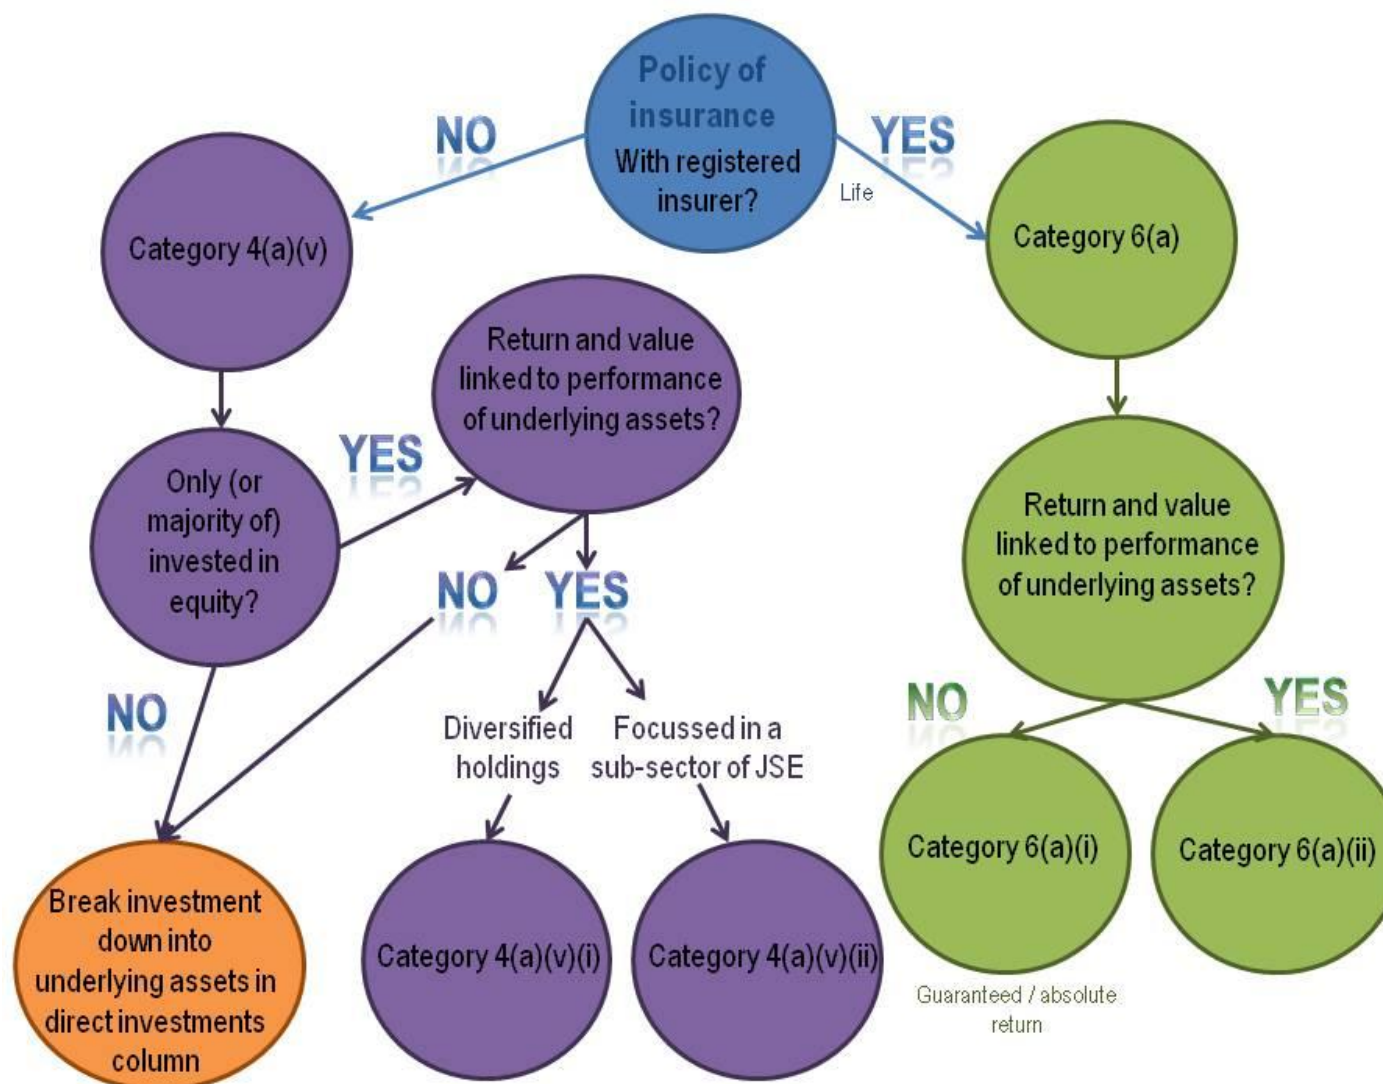 Policy of
insurance
With registered
insurer?
NO
YES
Life
Category 4(a)(v)
Category 6(a)
Return and value
linked to performance
of underlying assets?
YES
Only (or
majority of)
invested in
equity?
Return and value
linked to performance
of underlying assets?
NO
YES
NO
NO
YES
Diversified
holdings
Focussed in a
sub-sector of JSE
Category 6(a)(i)
Category 6(a)(ii)
Break investment
down into
underlying assets in
direct investments
column
Category 4(a)(v)(i)
Category 4(a)(v)(ii)
Guaranteed / absolute
return